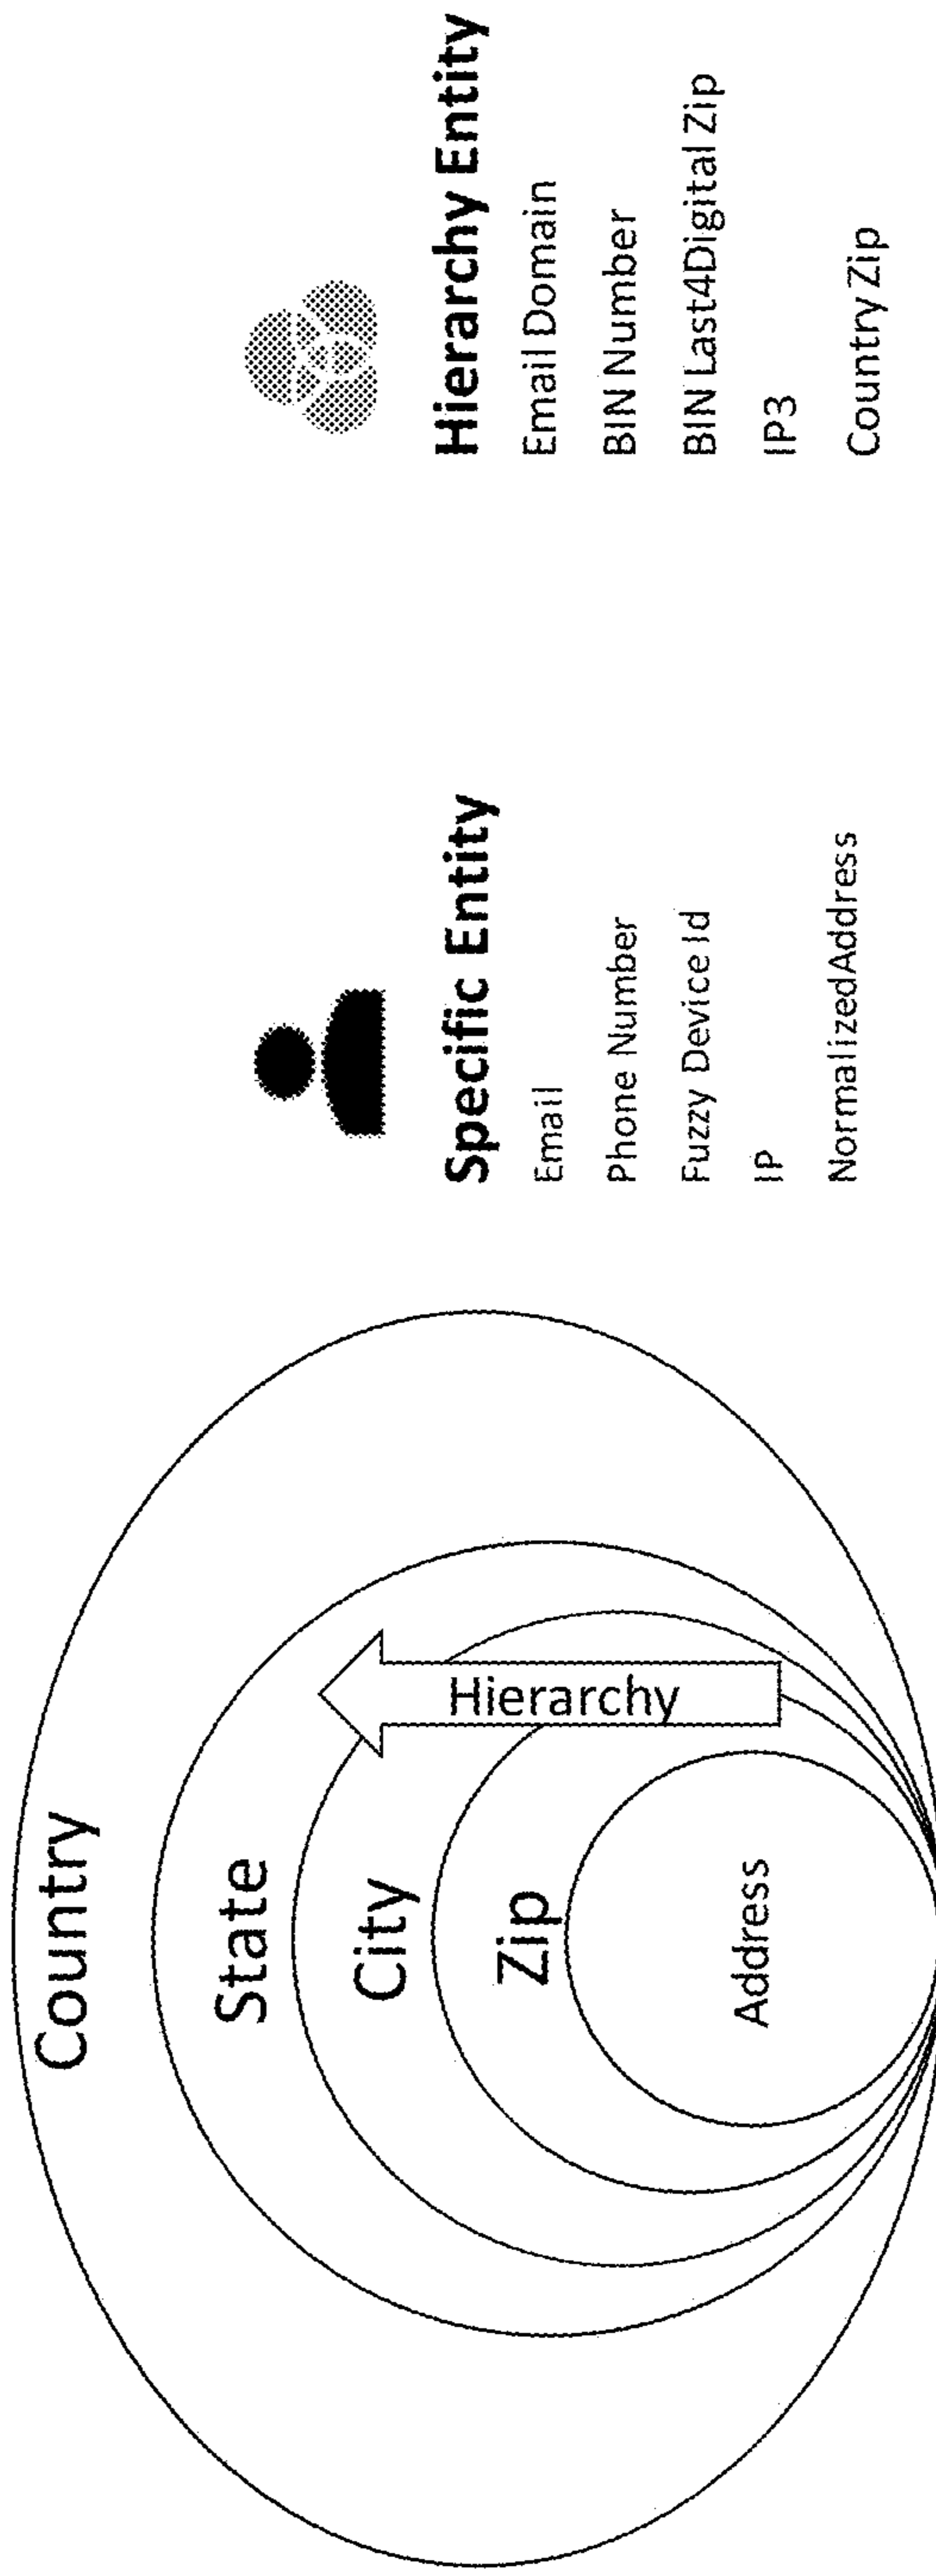 Country
State
City
Zip
Address
Hierarchy
Specific Entity
Email
Phone Number
Fuzzy Device Id
IP
NormalizedAddress
Hierarchy Entity
Email Domain
BIN Number
BIN Last4Digital Zip
IP3
Country Zip